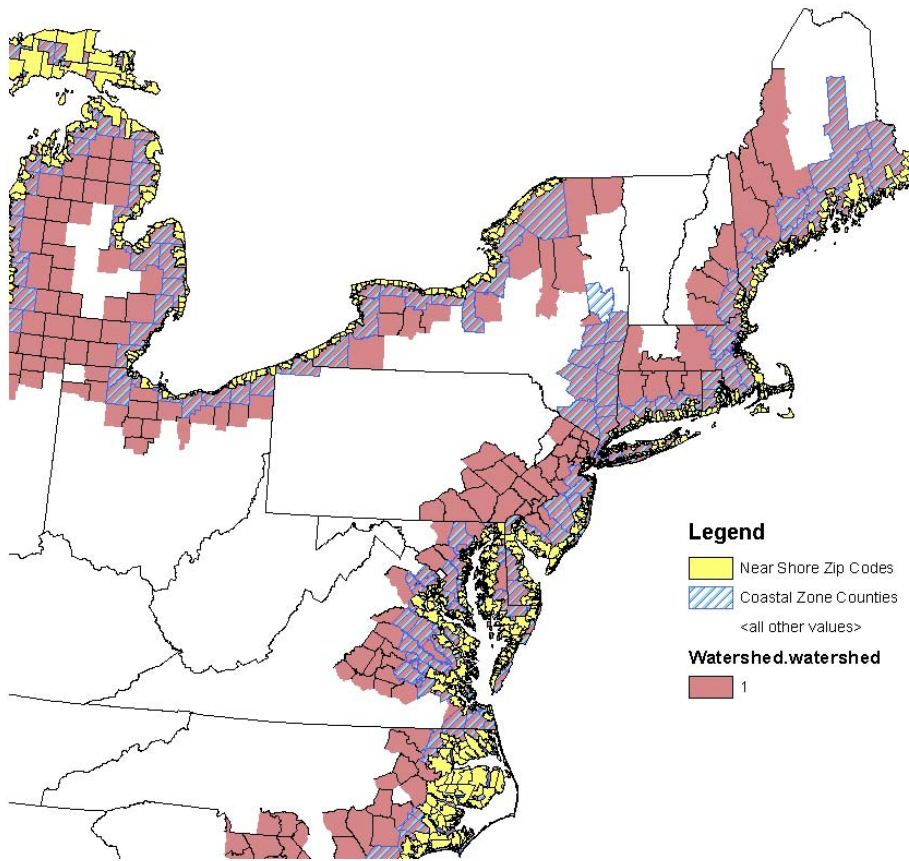 Legend
Near Shore Zip Codes
Coastal Zone Counties
<all other values>
Watershed.watershed
1